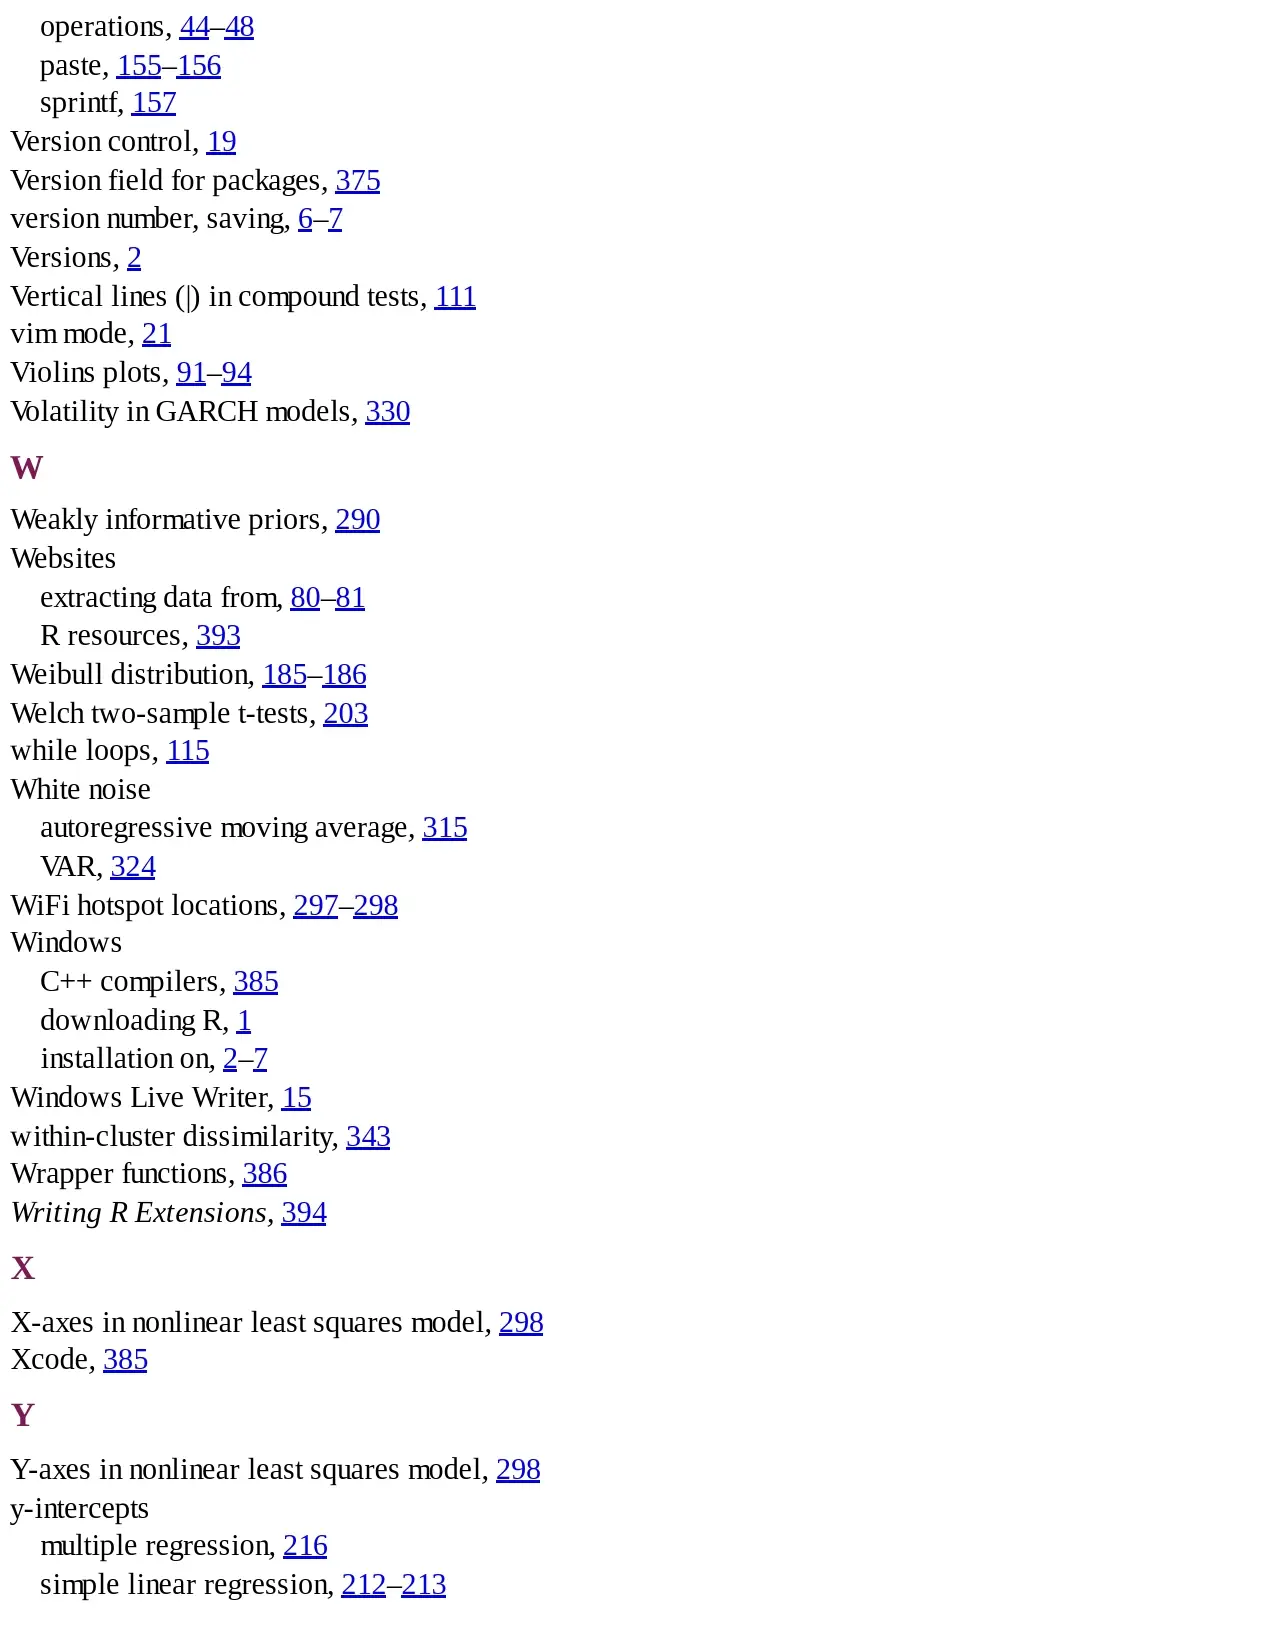 operations, 44–48
paste, 155–156
sprintf, 157
Version control, 19
Version field for packages, 375
version number, saving, 6–7
Versions, 2
Vertical lines (|) in compound tests, 111
vim mode, 21
Violins plots, 91–94
Volatility in GARCH models, 330
W
Weakly informative priors, 290
Websites
extracting data from, 80–81
R resources, 393
Weibull distribution, 185–186
Welch two-sample t-tests, 203
while loops, 115
White noise
autoregressive moving average, 315
VAR, 324
WiFi hotspot locations, 297–298
Windows
C++ compilers, 385
downloading R, 1
installation on, 2–7
Windows Live Writer, 15
within-cluster dissimilarity, 343
Wrapper functions, 386
Writing R Extensions, 394
X
X-axes in nonlinear least squares model, 298
Xcode, 385
Y
Y-axes in nonlinear least squares model, 298
y-intercepts
multiple regression, 216
simple linear regression, 212–213